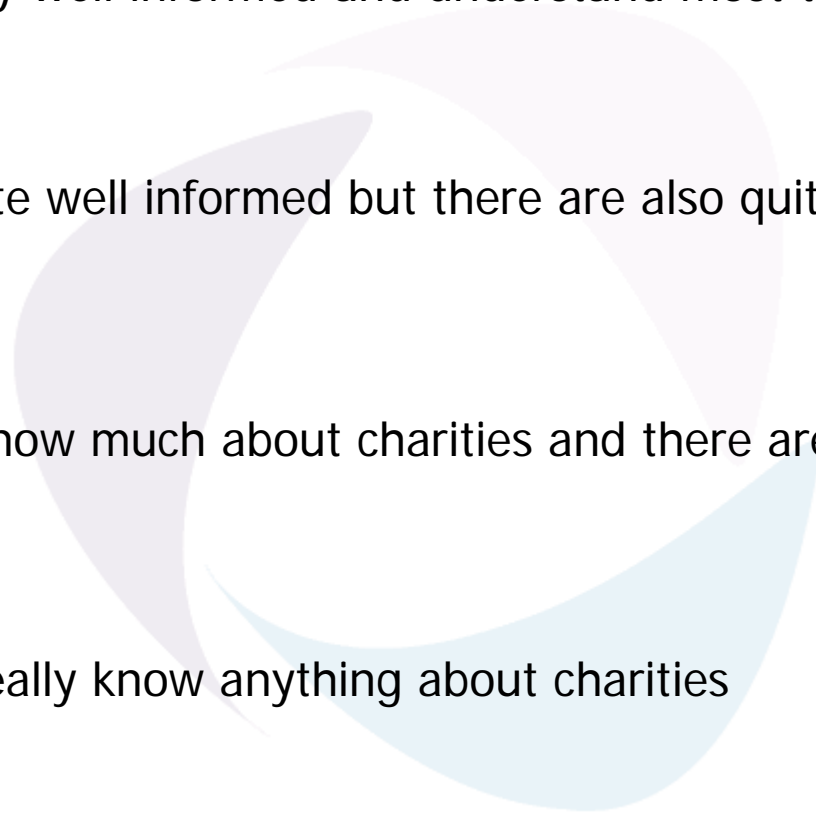 well informed and understand most
te well informed but there are also quit
now much about charities and there are
eally know anything about charities